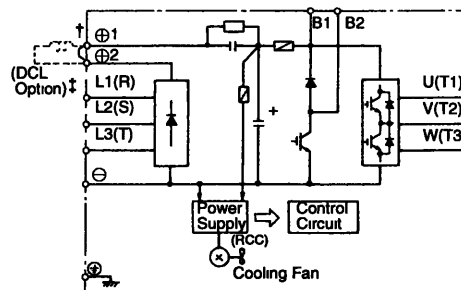 B1 B2
†
⊕1
⊕2
(DCL
Option)‡
L1(R)
L2(S)
L3(T)
U(T1)
V(T2)
W(T3
+
⊖
Power
Supply
Control
Circuit
(RCC)
Cooling Fan